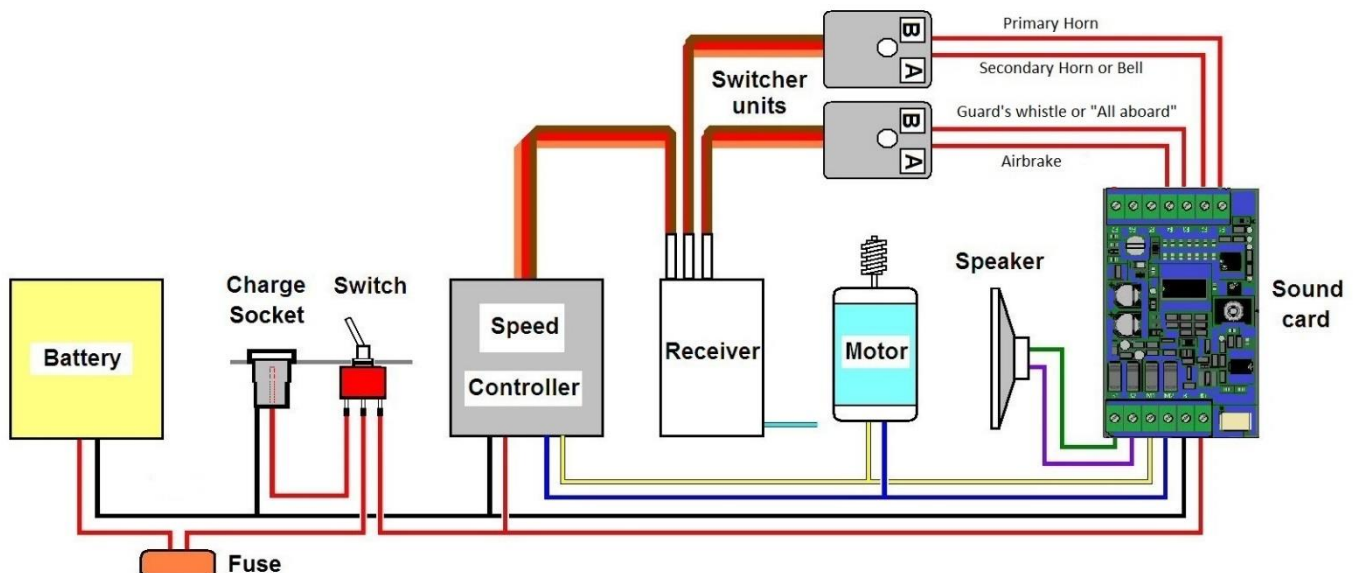 Primary Horn
B
A
Secondary Horn or Bell
Switcher
units
Guard's whistle or "All aboard"
B
A
Airbrake
Charge
Socket
Switch
Speaker
Sound
card
Battery
Speed
Controller
Receiver
Motor
Fuse